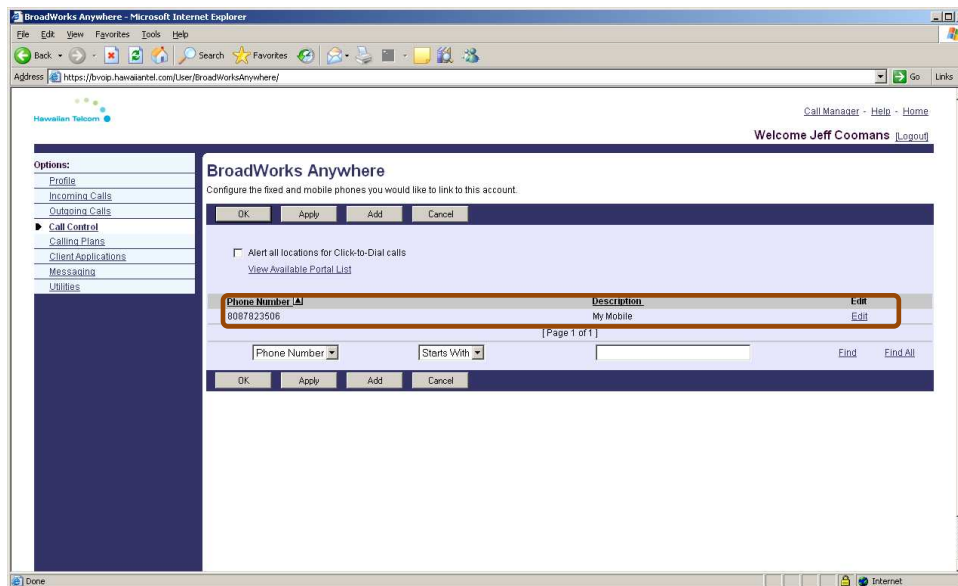 BroadWorks Anywhere - Microsoft Internet Explorer
File Edit View Favorites Tools Help
Back Search Favorites
Address https://bvoip.hawaiiantel.com/User/BroadWorksAnywhere/ Go Links
Hawaiian Telcom
Call Manager - Help - Home
Welcome Jeff Coomans [Logout]
Options:
Profile
Incoming Calls
Outgoing Calls
Call Control
Calling Plans
Client Applications
Messaging
Utilities
BroadWorks Anywhere
Configure the fixed and mobile phones you would like to link to this account.
OK Apply Add Cancel
Alert all locations for Click-to-Dial calls
View Available Portal List
Phone Number Description Edit
8087823506 My Mobile Edit
[ Page 1 of 1 ]
Phone Number Starts With Find Find All
OK Apply Add Cancel
Done Internet